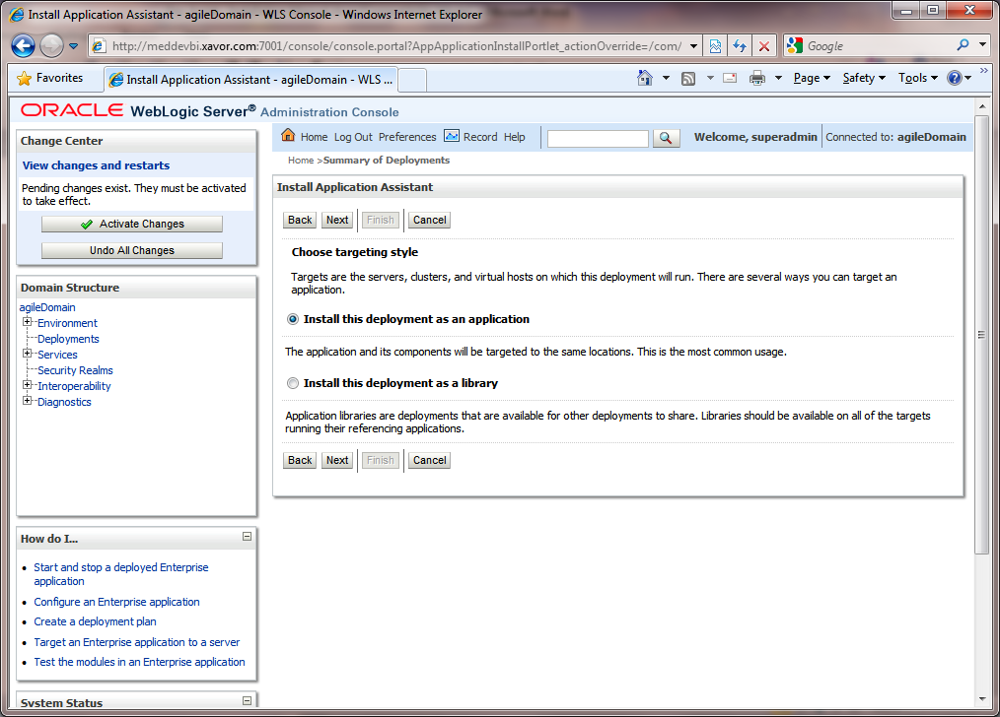 Install Application Assistant - agileDomain - WLS Console - Windows Internet Explorer
http://meddevbi.xavor.com:7001/console/console.portal?AppApplicationInstallPortlet_actionOverride=/com/
Google
Favorites
Install Application Assistant - agileDomain - WLS ...
Page
Safety
Tools
ORACLE WebLogic Server® Administration Console
Change Center
View changes and restarts
Pending changes exist. They must be activated
to take effect.
Activate Changes
Undo All Changes
Domain Structure
agileDomain
Environment
Deployments
Services
Security Realms
Interoperability
Diagnostics
How do I...
Start and stop a deployed Enterprise
application
Configure an Enterprise application
Create a deployment plan
Target an Enterprise application to a server
Test the modules in an Enterprise application
System Status
Home Log Out Preferences Record Help
Welcome, superadmin
Connected to: agileDomain
Home >Summary of Deployments
Install Application Assistant
Back Next Finish Cancel
Choose targeting style
Targets are the servers, clusters, and virtual hosts on which this deployment will run. There are several ways you can target an
application.
Install this deployment as an application
The application and its components will be targeted to the same locations. This is the most common usage.
Install this deployment as a library
Application libraries are deployments that are available for other deployments to share. Libraries should be available on all of the targets
running their referencing applications.
Back Next Finish Cancel